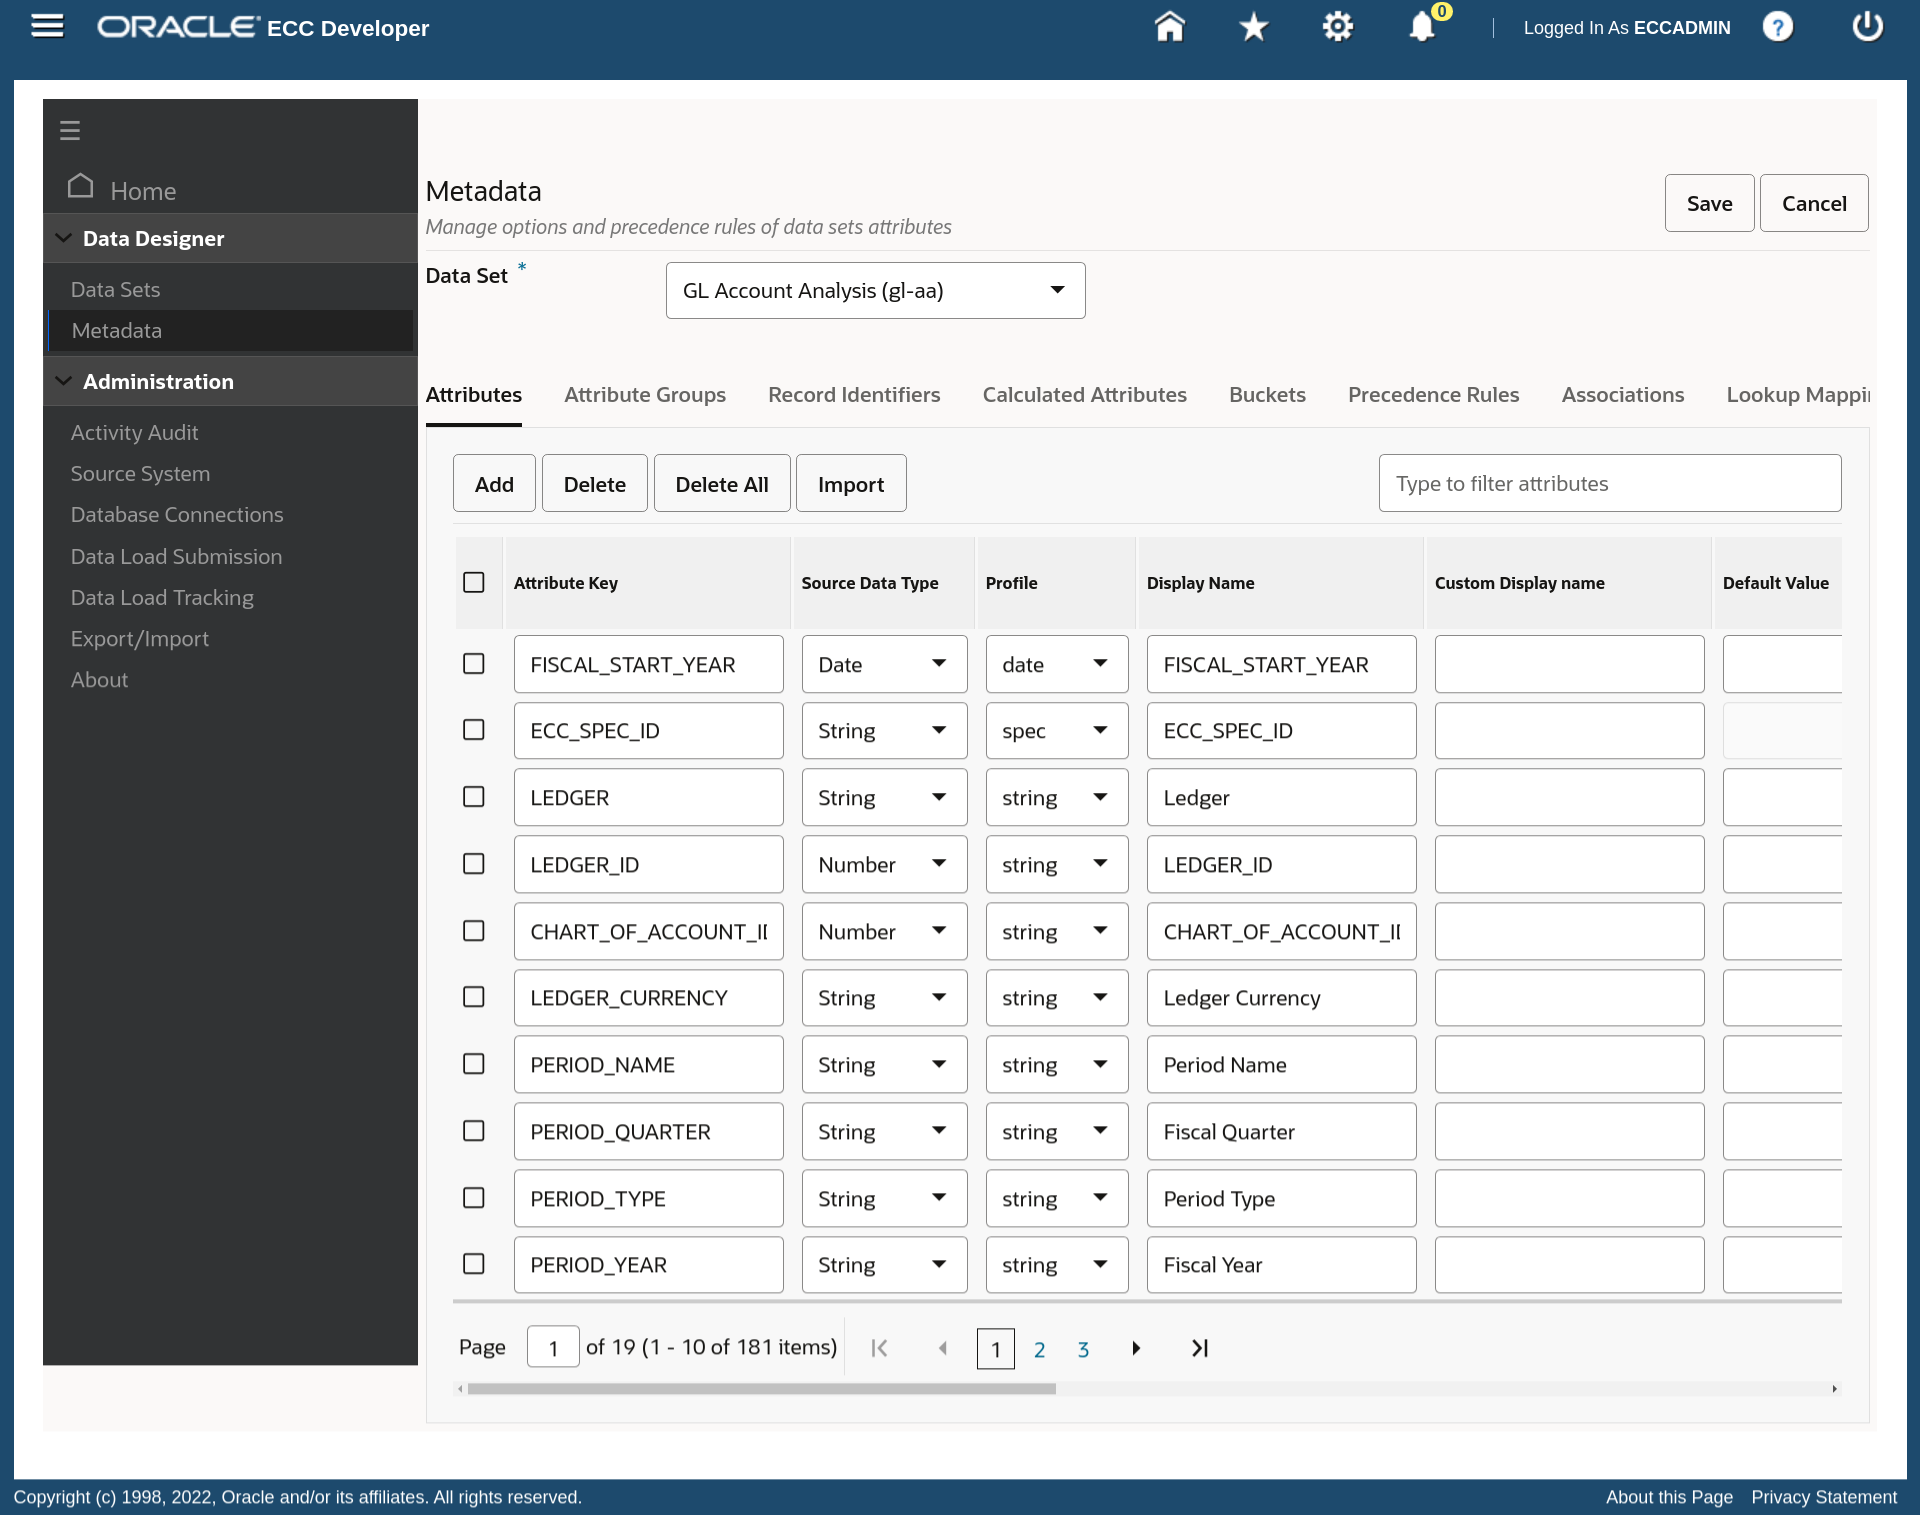 ORACLE ECC Developer
0
Logged In As ECCADMIN
?
Home
Data Designer
Data Sets
Metadata
Administration
Activity Audit
Source System
Database Connections
Data Load Submission
Data Load Tracking
Export/Import
About
Metadata
Manage options and precedence rules of data sets attributes
Save
Cancel
Data Set *
GL Account Analysis (gl-aa)
Attributes Attribute Groups Record Identifiers Calculated Attributes Buckets Precedence Rules Associations Lookup Mappin
Add Delete Delete All Import
Type to filter attributes
Attribute Key Source Data Type Profile Display Name Custom Display name Default Value
FISCAL_START_YEAR Date date FISCAL_START_YEAR
ECC_SPEC_ID String spec ECC_SPEC_ID
LEDGER String string Ledger
LEDGER_ID Number string LEDGER_ID
CHART_OF_ACCOUNT_ID Number string CHART_OF_ACCOUNT_ID
LEDGER_CURRENCY String string Ledger Currency
PERIOD_NAME String string Period Name
PERIOD_QUARTER String string Fiscal Quarter
PERIOD_TYPE String string Period Type
PERIOD_YEAR String string Fiscal Year
Page 1 of 19 (1 - 10 of 181 items) 1 2 3
Copyright (c) 1998, 2022, Oracle and/or its affiliates. All rights reserved.
About this Page Privacy Statement